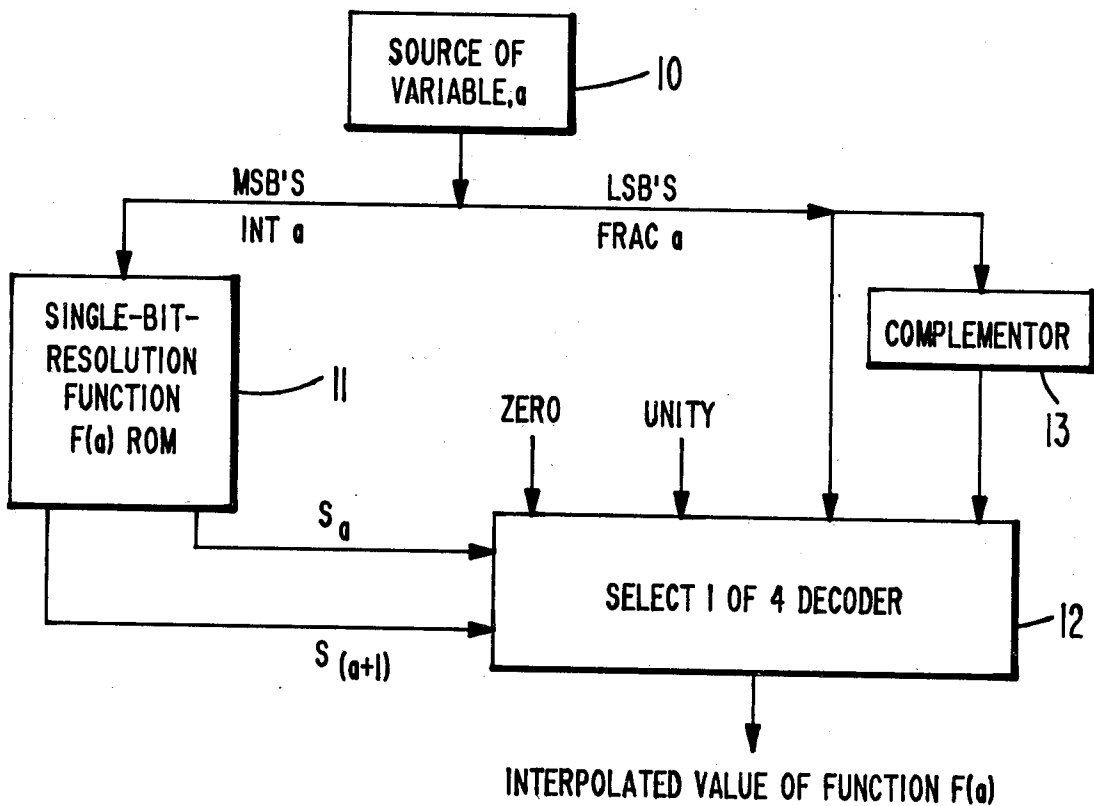 SOURCE OF
VARIABLE, a
10
MSB'S
INT a
LSB'S
FRAC a
SINGLE-BIT-
RESOLUTION
FUNCTION
F(a) ROM
11
COMPLEMENTOR
13
ZERO
UNITY
S a
S (a+1)
SELECT 1 OF 4 DECODER
12
INTERPOLATED VALUE OF FUNCTION F(a)